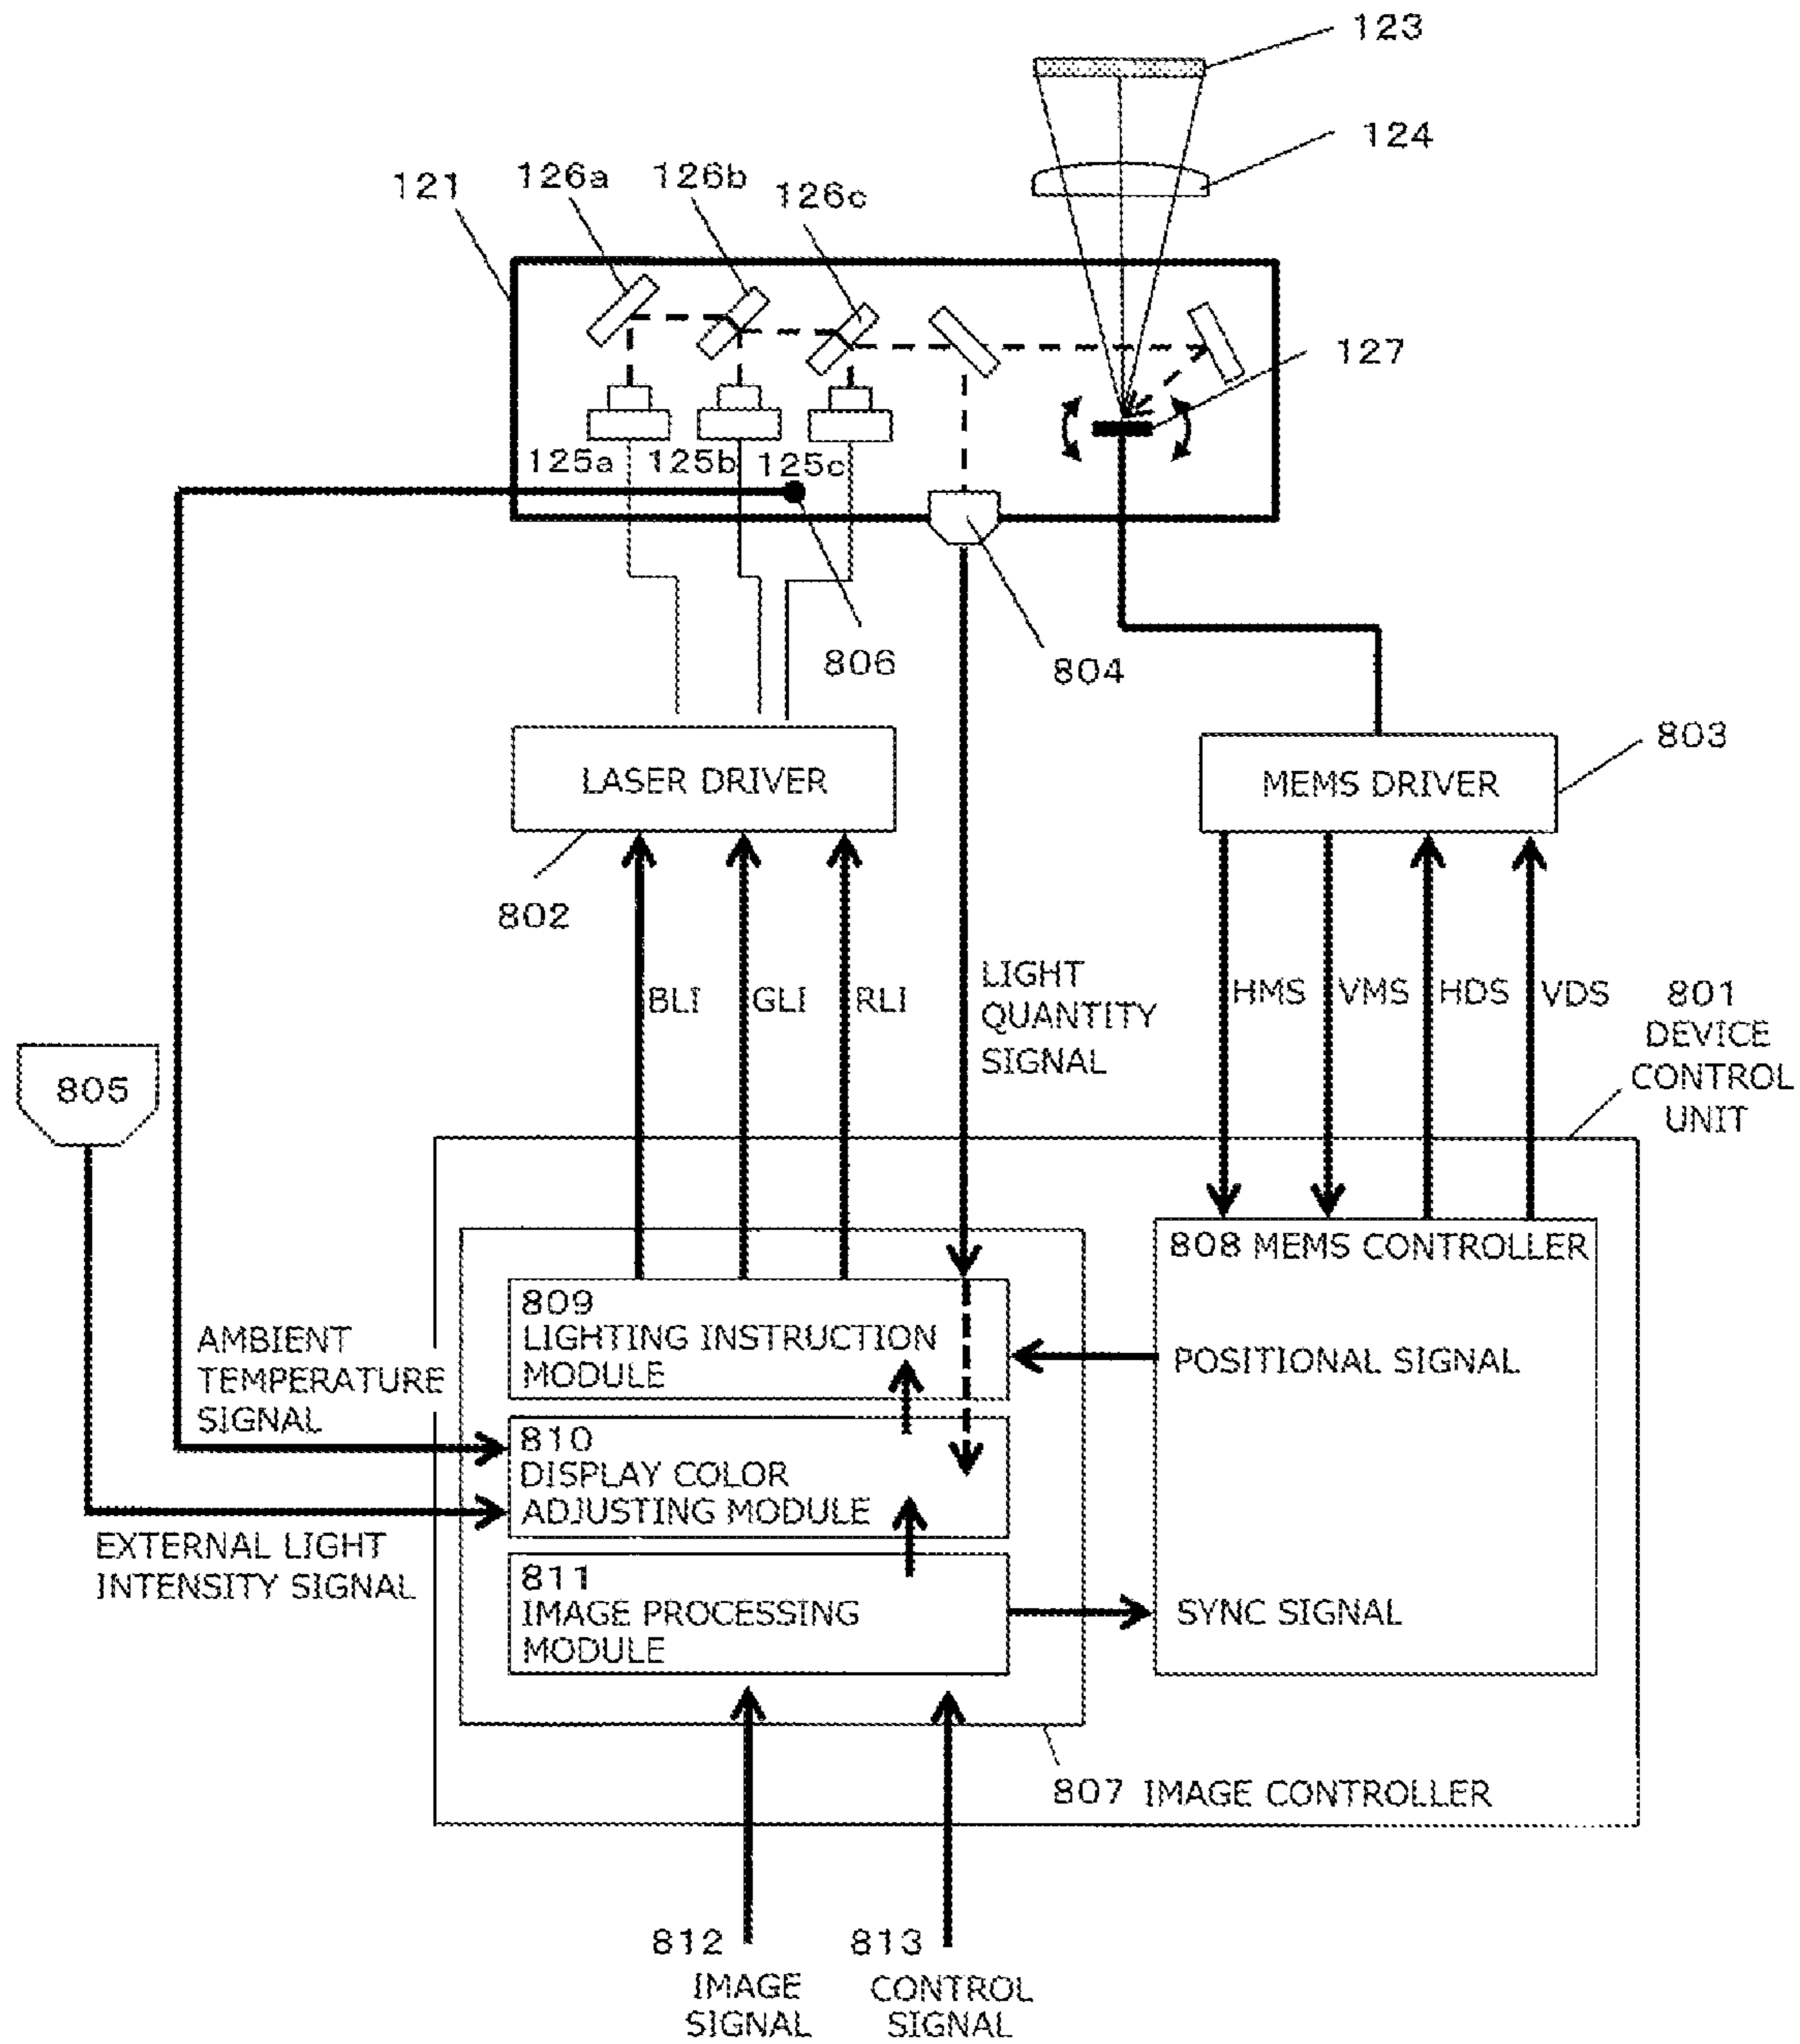 123
124
121
126a
126b
126c
127
125a
125b
125c
806
804
LASER DRIVER
802
MEMS DRIVER
803
BLI
GLI
RLI
LIGHT
QUANTITY
SIGNAL
HMS
VMS
HDS
VDS
801
DEVICE
CONTROL
UNIT
805
AMBIENT
TEMPERATURE
SIGNAL
EXTERNAL LIGHT
INTENSITY SIGNAL
809
LIGHTING INSTRUCTION
MODULE
810
DISPLAY COLOR
ADJUSTING MODULE
811
IMAGE PROCESSING
MODULE
808 MEMS CONTROLLER
POSITIONAL SIGNAL
SYNC SIGNAL
807 IMAGE CONTROLLER
812
IMAGE
SIGNAL
813
CONTROL
SIGNAL